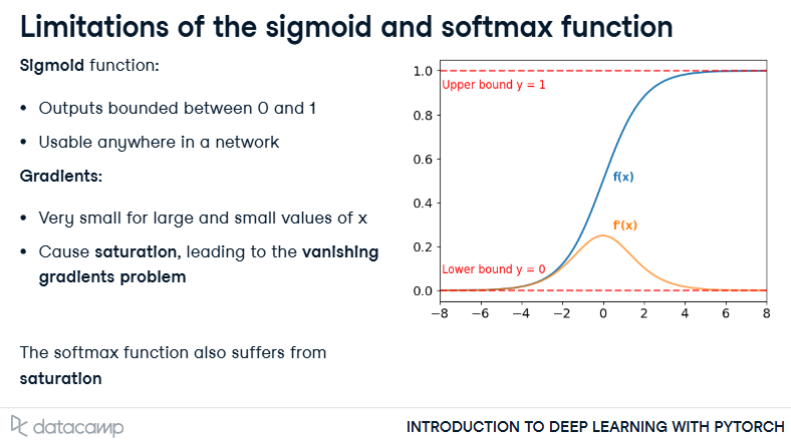 Limitations of the sigmoid and softmax function
Sigmoid function:
• Outputs bounded between 0 and 1
• Usable anywhere in a network
Gradients:
• Very small for large and small values of x
• Cause saturation, leading to the vanishing
gradients problem
The softmax function also suffers from
saturation
1.0
Upper bound y = 1
0.8
0.6
f(x)
0.4
f'(x)
0.2
Lower bound y = 0
0.0
−8 −6 −4 −2 0 2 4 6 8
datacamp
INTRODUCTION TO DEEP LEARNING WITH PYTORCH